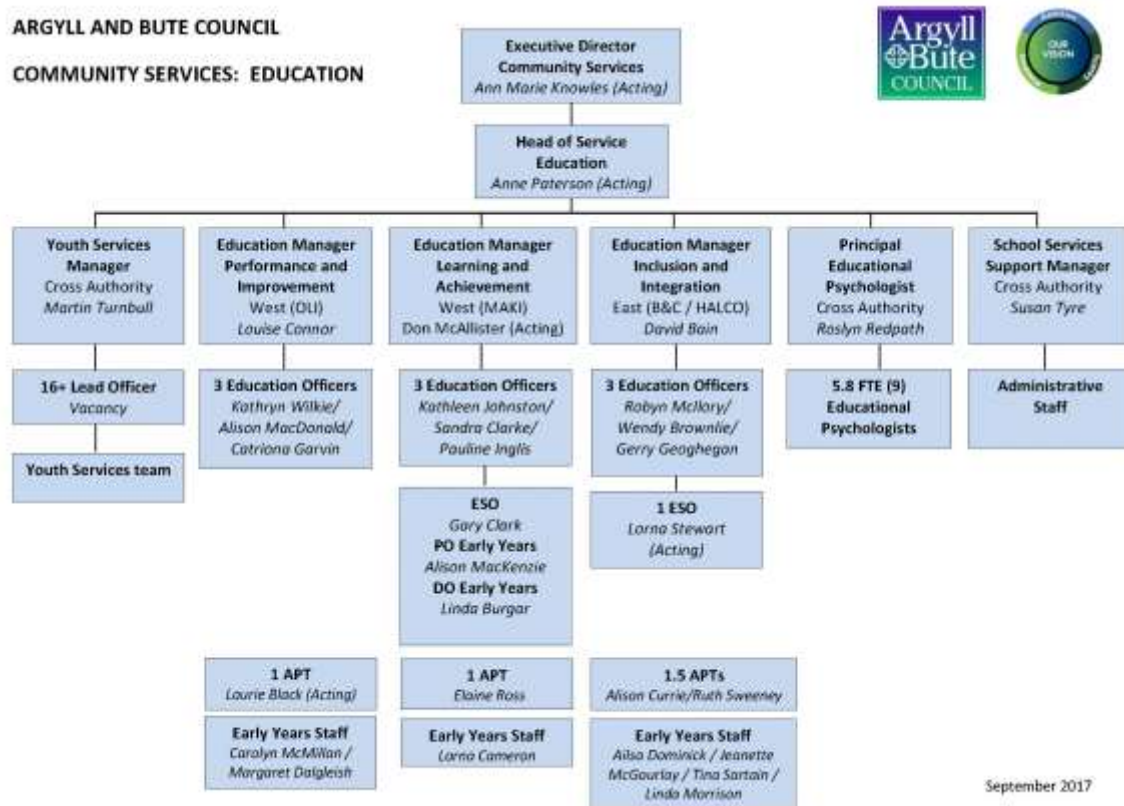 ARGYLL AND BUTE COUNCIL
COMMUNITY SERVICES: EDUCATION
Argyll
Bute
COUNCIL
OUR
VISION
Executive Director
Community Services
Ann Marie Knowles (Acting)
Head of Service
Education
Anne Paterson (Acting)
Youth Services
Manager
Cross Authority
Martin Turnbull
Education Manager
Performance and
Improvement
West (OLI)
Louise Connor
Education Manager
Learning and
Achievement
West (MAKI)
Don McAllister (Acting)
Education Manager
Inclusion and
Integration
East (B&C / HALCO)
David Bain
Principal
Educational
Psychologist
Cross Authority
Roslyn Redpath
School Services
Support Manager
Cross Authority
Susan Tyre
16+ Lead Officer
Vacancy
3 Education Officers
Kathryn Wilkie/
Alison MacDonald/
Catriona Garvin
3 Education Officers
Kathleen Johnston/
Sandra Clarke/
Pauline Inglis
3 Education Officers
Robyn McIlory/
Wendy Brownlie/
Gerry Geoghegan
5.8 FTE (9)
Educational
Psychologists
Administrative
Staff
Youth Services team
ESO
Gary Clark
PO Early Years
Alison MacKenzie
DO Early Years
Linda Burgar
1 ESO
Lorna Stewart
(Acting)
1 APT
Laurie Black (Acting)
1 APT
Elaine Ross
1.5 APTs
Alison Currie/Ruth Sweeney
Early Years Staff
Carolyn McMillan /
Margaret Dalgleish
Early Years Staff
Lorna Cameron
Early Years Staff
Ailsa Dominick / Jeanette
McGourlay / Tina Sartain /
Linda Morrison
September 2017